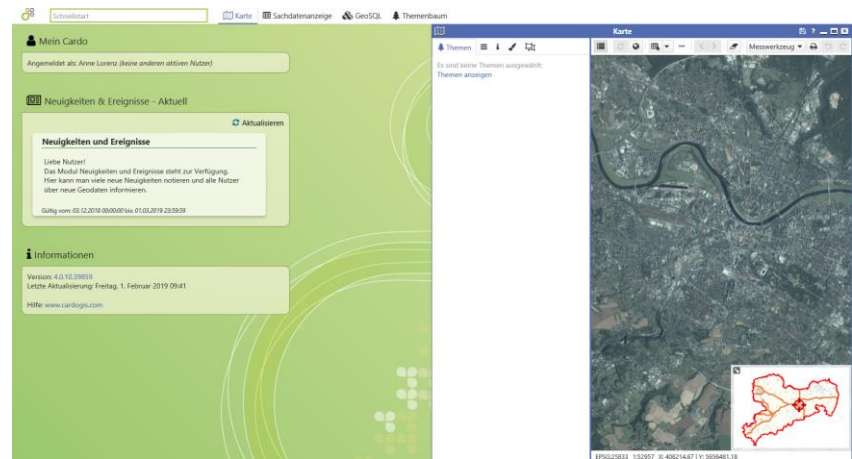 Schnellstart
Karte
Sachdatenanzeige
GeoSQL
Themenbaum
Mein Cardo
Angemeldet als: Anne Lorenz (keine anderen aktiven Nutzer)
Neuigkeiten & Ereignisse - Aktuell
Aktualisieren
Neuigkeiten und Ereignisse
Liebe Nutzer!
Das Modul Neuigkeiten und Ereignisse steht zur Verfügung.
Hier kann man viele neue Neuigkeiten notieren und alle Nutzer
über neue Geodaten informieren.
Gültig vom: 03.12.2018 00:00:00 bis: 01.03.2019 23:59:59
Informationen
Version: 4.0.10.39859
Letzte Aktualisierung: Freitag, 1. Februar 2019 09:41
Hilfe: www.cardogis.com
Themen
Es sind keine Themen ausgewählt:
Themen anzeigen
Karte
Messwerkzeug
EPSG:25833 1:52957 X: 408214.67 | Y: 5656481.18